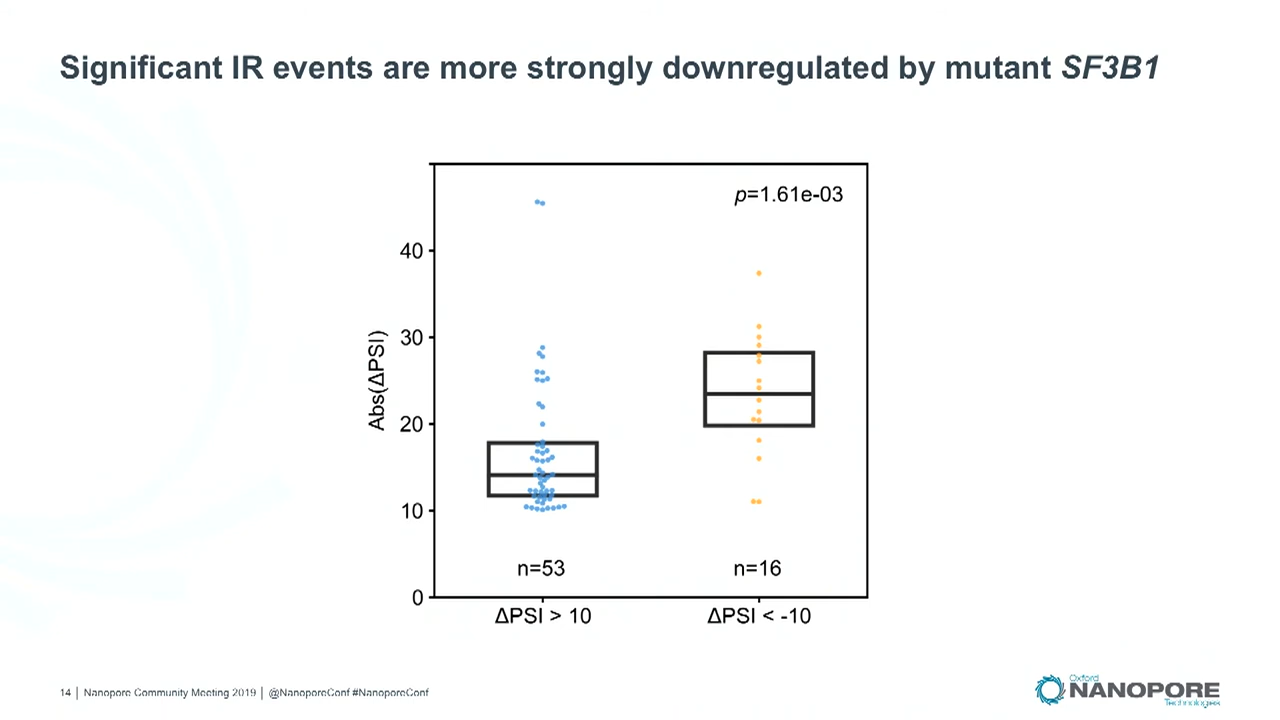 Significant IR events are more strongly downregulated by mutant SF3B1
p=1.61e-03
40
30
20
10
0
Abs(ΔPSI)
n=53
n=16
ΔPSI > 10
ΔPSI < -10
14 | Nanopore Community Meeting 2019 | @NanoporeConf #NanoporeConf
Oxford
NANOPORE
Technologies